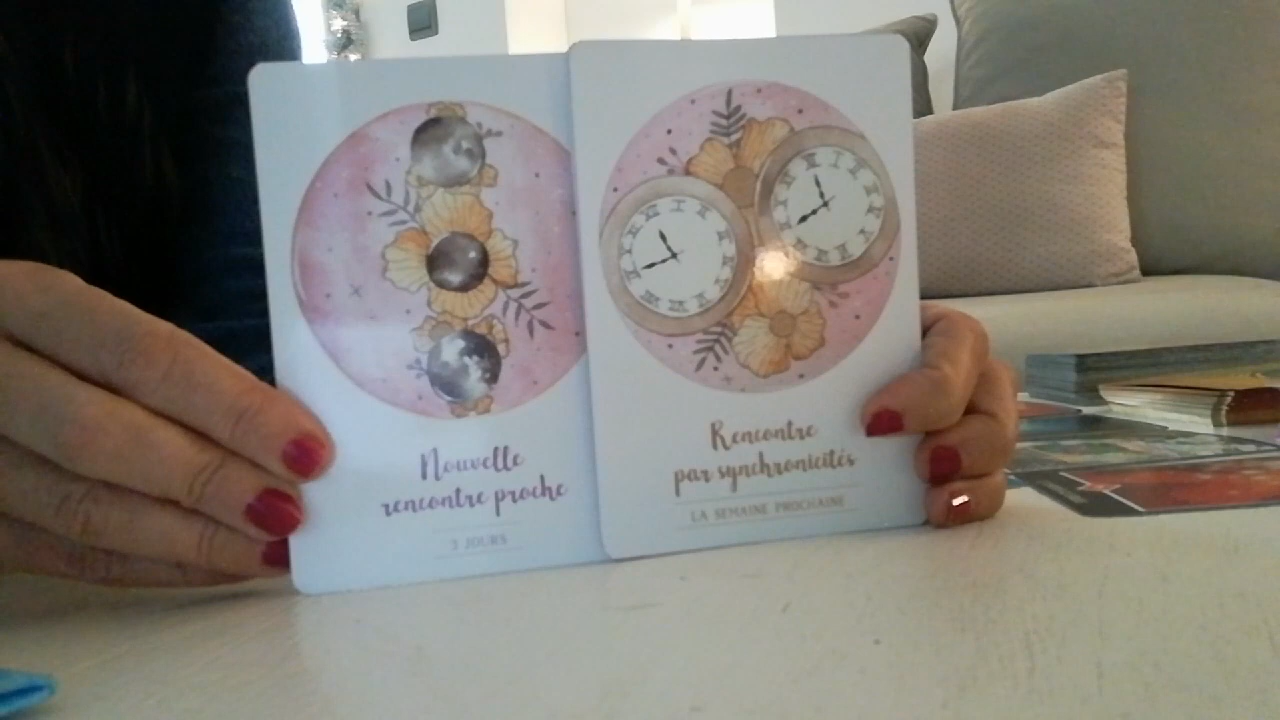 Nouvelle
rencontre proche
3 JOURS
Rencontre
par synchronicités
LA SEMAINE PROCHAINE